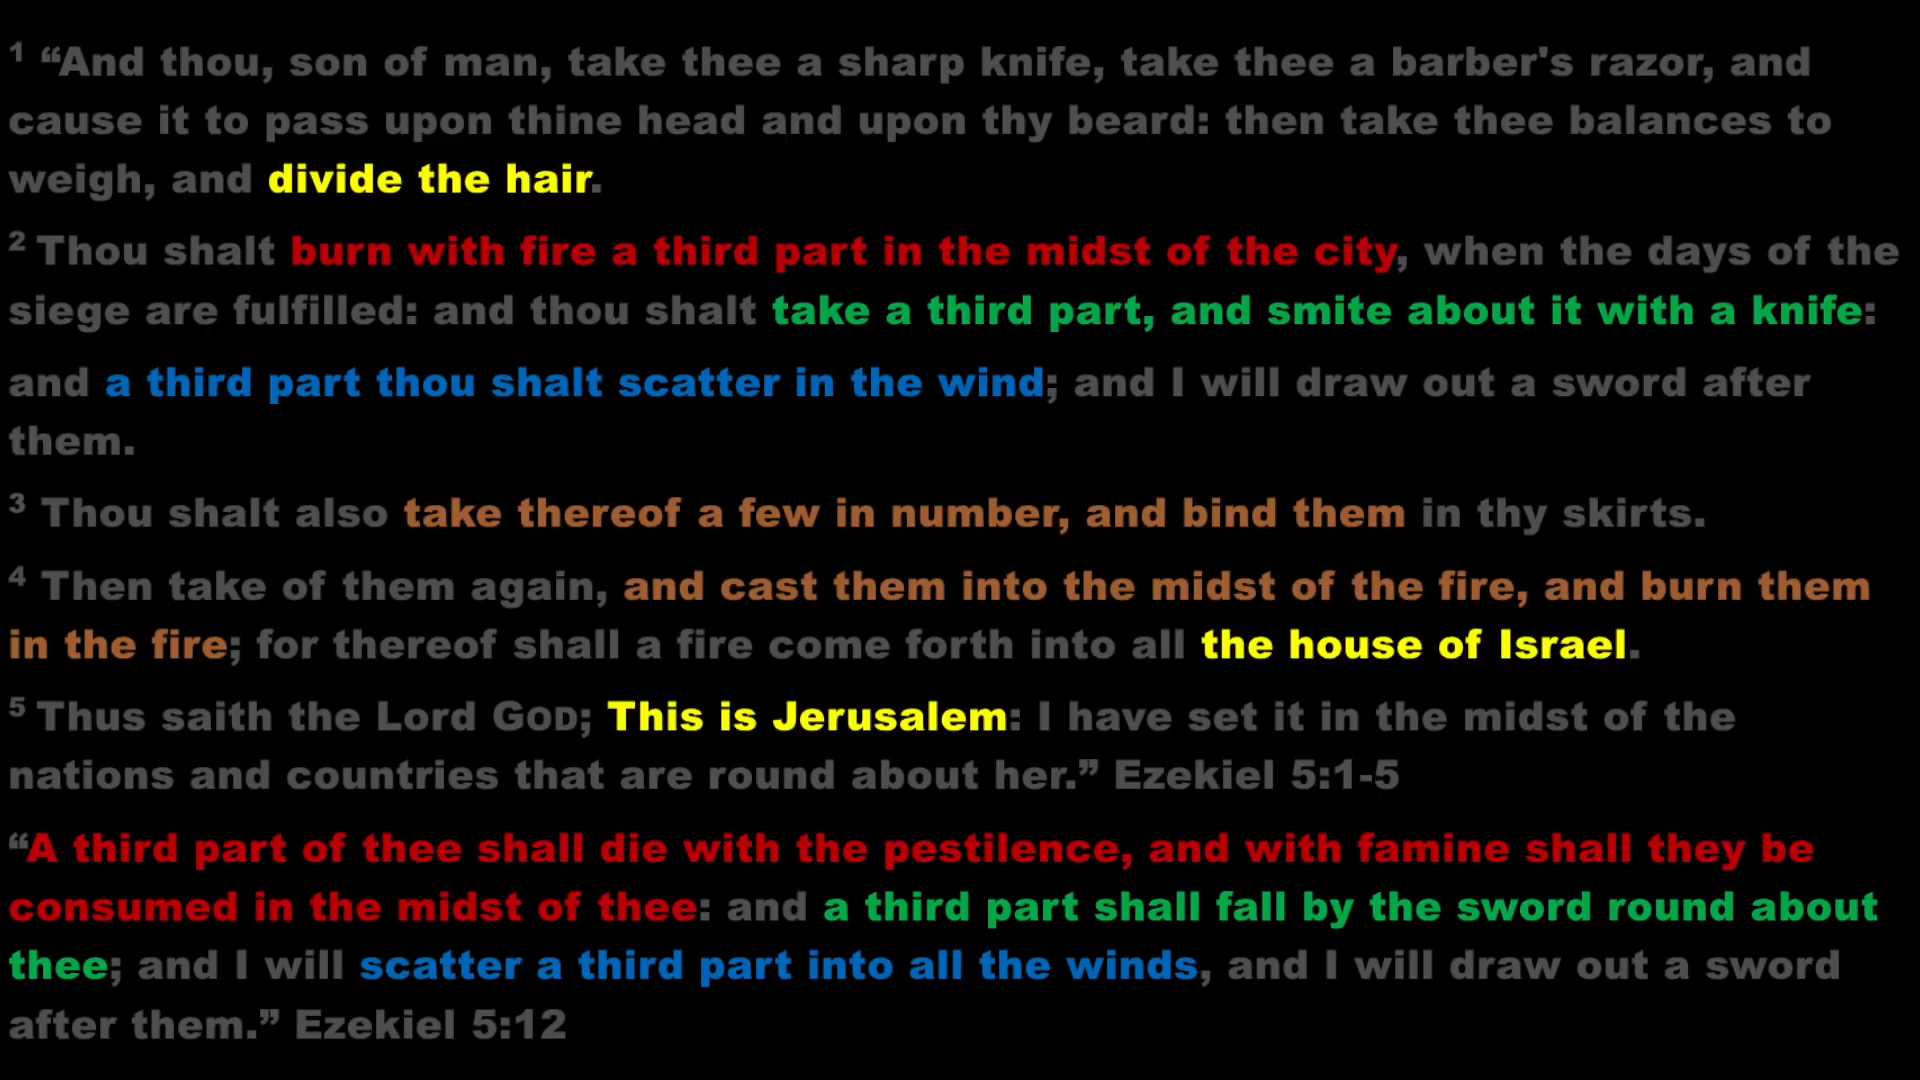 1 “And thou, son of man, take thee a sharp knife, take thee a barber's razor, and
cause it to pass upon thine head and upon thy beard: then take thee balances to
weigh, and divide the hair.
2 Thou shalt burn with fire a third part in the midst of the city, when the days of the
siege are fulfilled: and thou shalt take a third part, and smite about it with a knife:
and a third part thou shalt scatter in the wind; and I will draw out a sword after
them.
3 Thou shalt also take thereof a few in number, and bind them in thy skirts.
4 Then take of them again, and cast them into the midst of the fire, and burn them
in the fire; for thereof shall a fire come forth into all the house of Israel.
5 Thus saith the Lord GOD; This is Jerusalem: I have set it in the midst of the
nations and countries that are round about her.” Ezekiel 5:1-5
“A third part of thee shall die with the pestilence, and with famine shall they be
consumed in the midst of thee: and a third part shall fall by the sword round about
thee; and I will scatter a third part into all the winds, and I will draw out a sword
after them.” Ezekiel 5:12